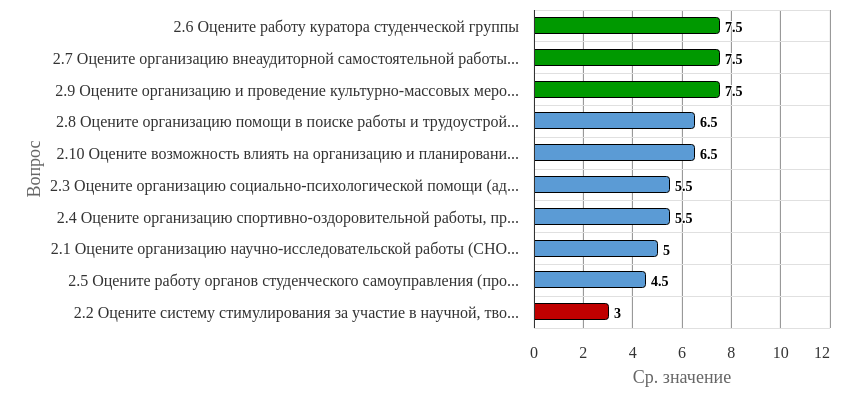 2.6 Оцените работу куратора студенческой группы 7.5
2.7 Оцените организацию внеаудиторной самостоятельной работы... 7.5
2.9 Оцените организацию и проведение культурно-массовых меро... 7.5
2.8 Оцените организацию помощи в поиске работы и трудоустрой... 6.5
2.10 Оцените возможность влиять на организацию и планировани... 6.5
2.3 Оцените организацию социально-психологической помощи (ад... 5.5
2.4 Оцените организацию спортивно-оздоровительной работы, пр... 5.5
2.1 Оцените организацию научно-исследовательской работы (СНО... 5
2.5 Оцените работу органов студенческого самоуправления (про... 4.5
2.2 Оцените систему стимулирования за участие в научной, тво... 3
Вопрос
0 2 4 6 8 10 12
Ср. значение